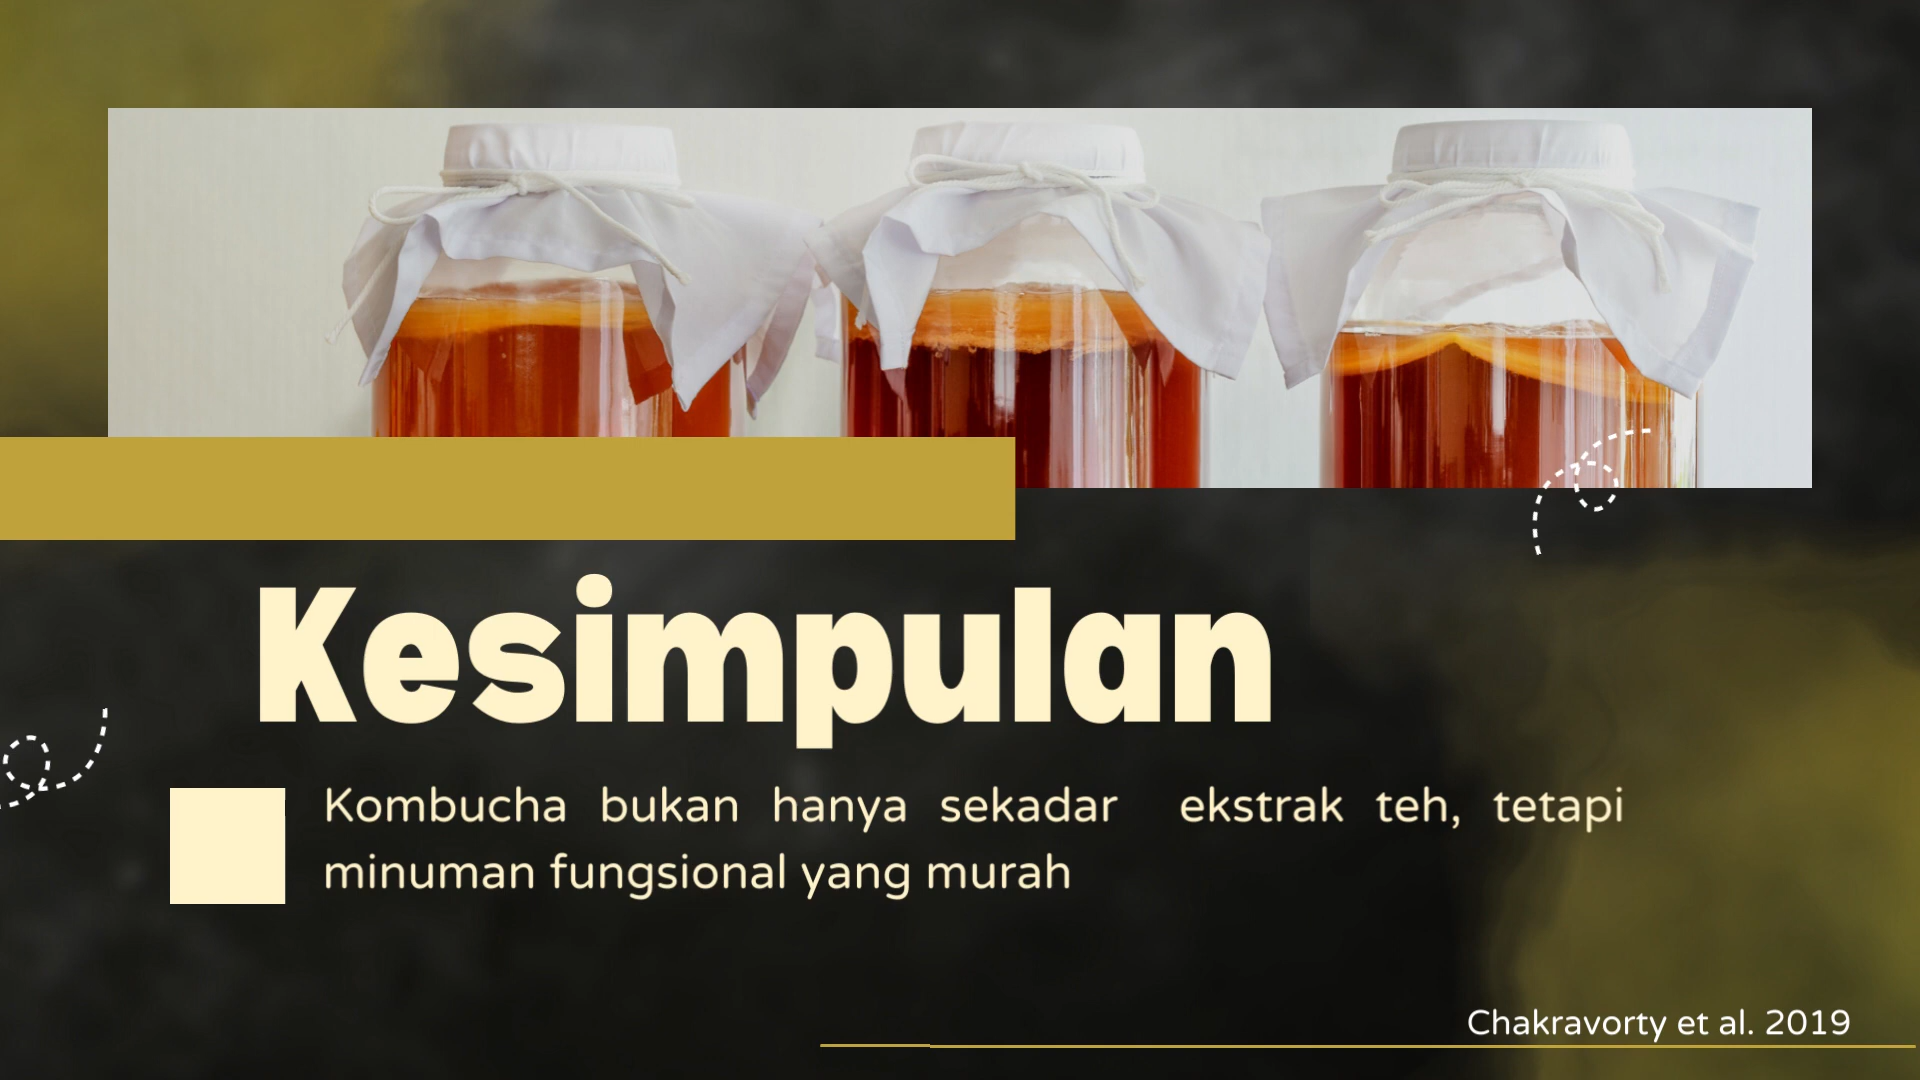 Kesimpulan
Kombucha bukan hanya sekadar ekstrak teh, tetapi
minuman fungsional yang murah
Chakravorty et al. 2019